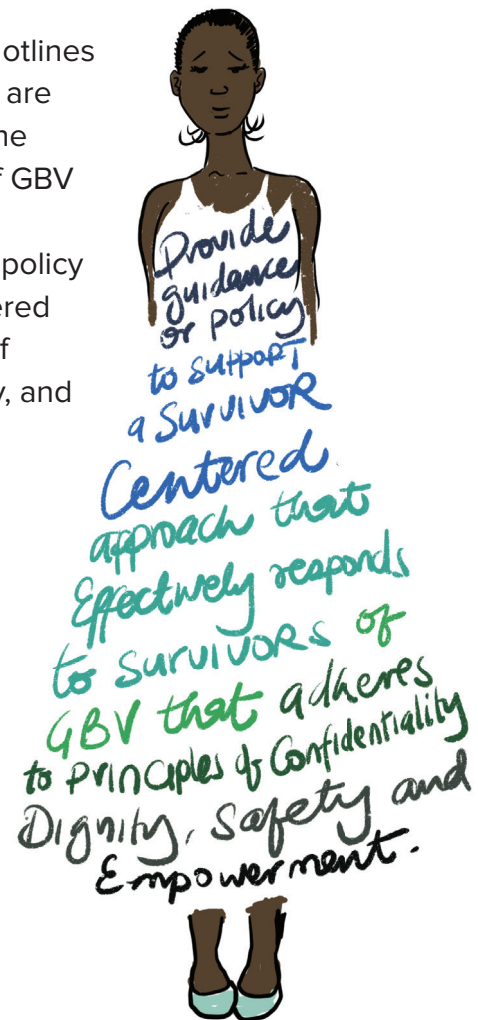 otlines
are
ne
f GBV
policy
ered
f
y, and
Provide
guidance
or policy
to support
a SURVIVOR
Centered
approach that
Effectively responds
to SURVIVORS of
GBV that adheres
to Principles of Confidentiality
Dignity, Safety and
Empowerment.